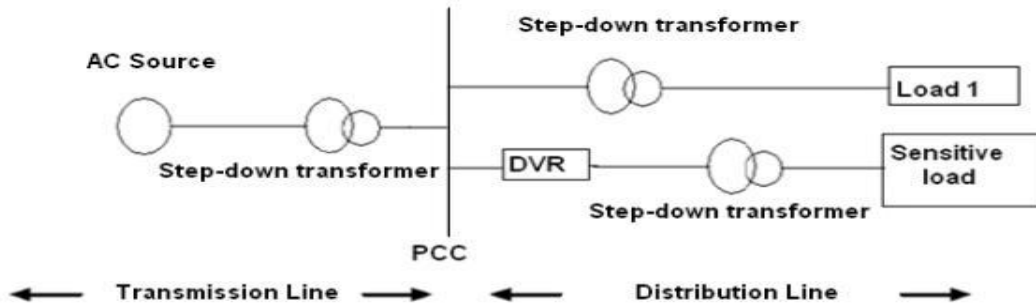 Step-down transformer
AC Source
Load 1
Step-down transformer
DVR
Sensitive
load
Step-down transformer
PCC
Transmission Line
Distribution Line